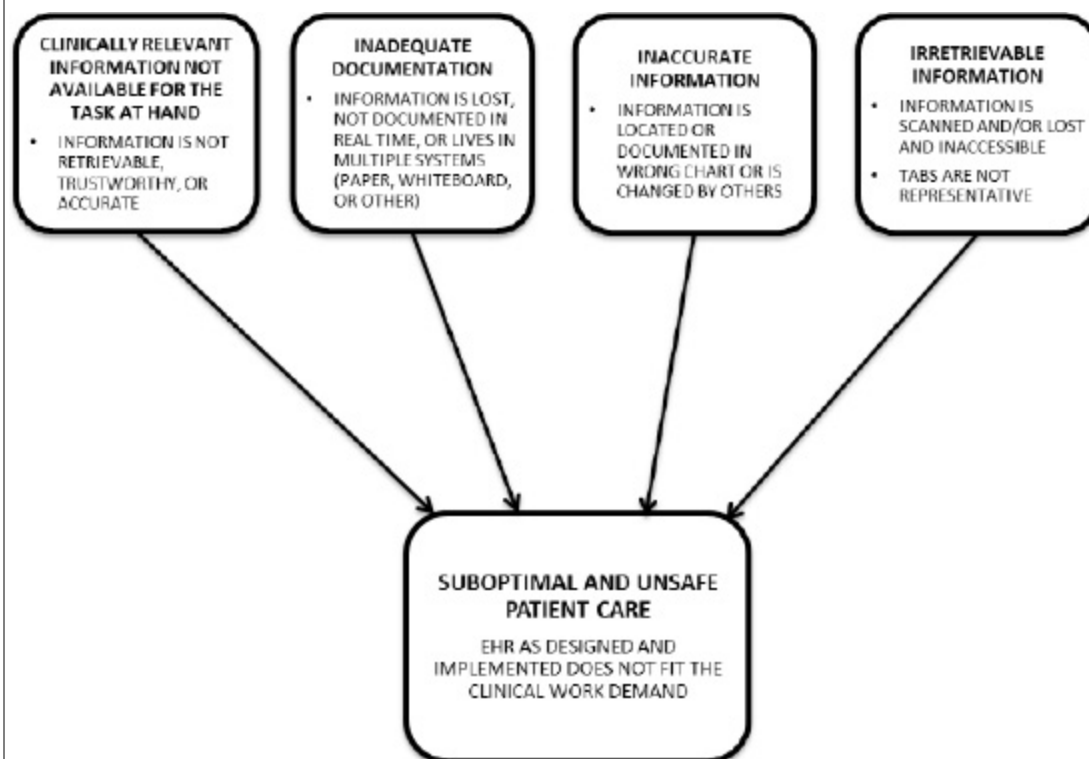 CLINICALLY RELEVANT
INFORMATION NOT
AVAILABLE FOR THE
TASK AT HAND
• INFORMATION IS NOT
RETRIEVABLE,
TRUSTWORTHY, OR
ACCURATE
INADEQUATE
DOCUMENTATION
• INFORMATION IS LOST,
NOT DOCUMENTED IN
REAL TIME, OR LIVES IN
MULTIPLE SYSTEMS
(PAPER, WHITEBOARD,
OR OTHER)
INACCURATE
INFORMATION
• INFORMATION IS
LOCATED OR
DOCUMENTED IN
WRONG CHART OR IS
CHANGED BY OTHERS
IRRETRIEVABLE
INFORMATION
• INFORMATION IS
SCANNED AND/OR LOST
AND INACCESSIBLE
• TABS ARE NOT
REPRESENTATIVE
SUBOPTIMAL AND UNSAFE
PATIENT CARE
EHR AS DESIGNED AND
IMPLEMENTED DOES NOT FIT THE
CLINICAL WORK DEMAND